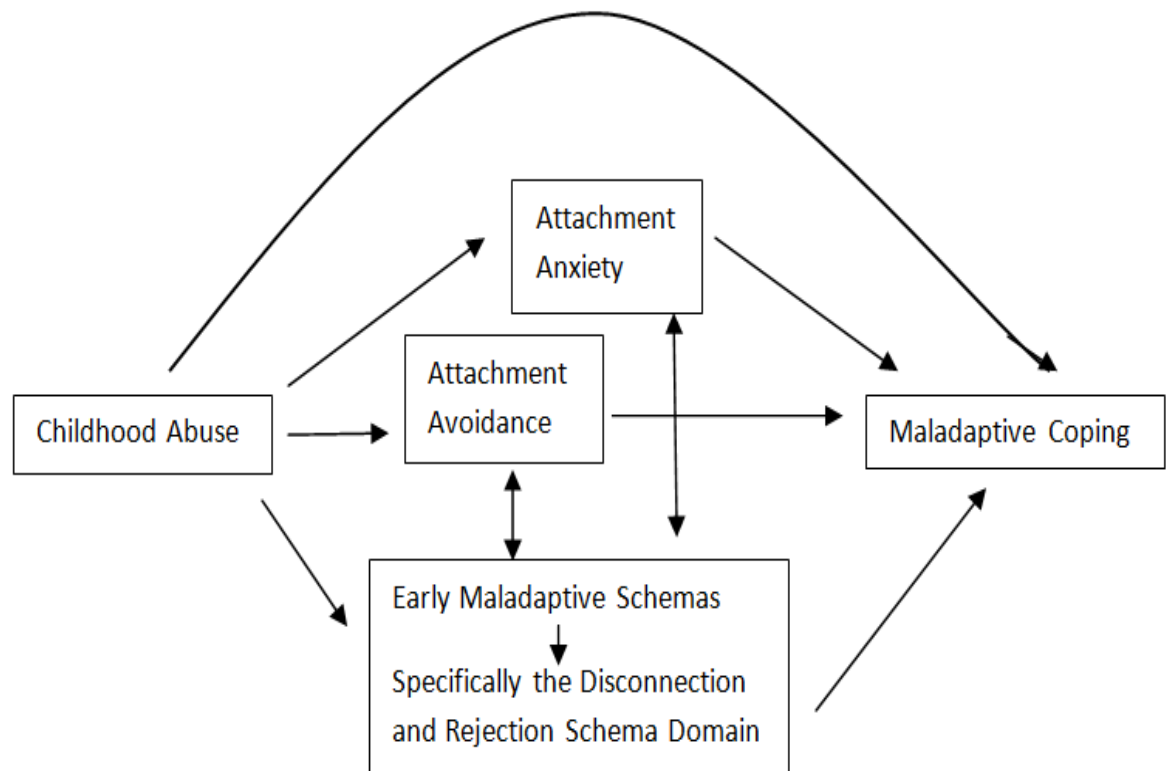 Attachment
Anxiety
Attachment
Avoidance
Childhood Abuse
Maladaptive Coping
Early Maladaptive Schemas
Specifically the Disconnection
and Rejection Schema Domain